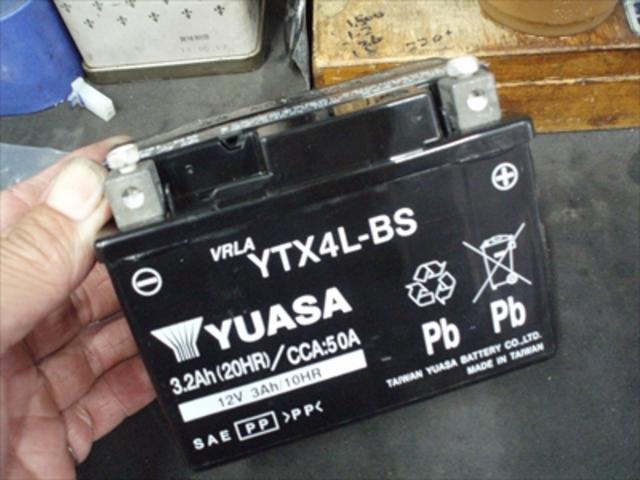 VRLA YTX4L-BS
YUASA
3.2Ah(20HR)/CCA:50A
12V 3Ah/10HR
SAE PP >PP<
Pb Pb
TAIWAN YUASA BATTERY CO.,LTD.
MADE IN TAIWAN